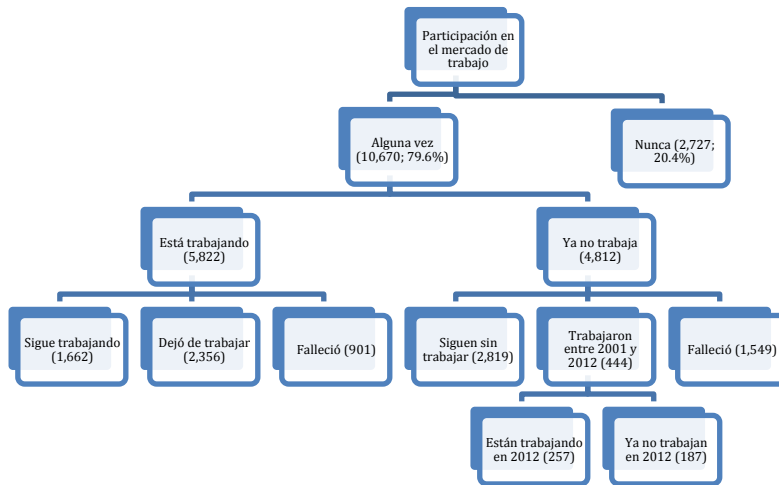 Participación en
el mercado de
trabajo
Alguna vez
(10,670; 79.6%)
Nunca (2,727;
20.4%)
Está trabajando
(5,822)
Ya no trabaja
(4,812)
Sigue trabajando
(1,662)
Dejó de trabajar
(2,356)
Falleció (901)
Siguen sin
trabajar (2,819)
Trabajaron
entre 2001 y
2012 (444)
Falleció (1,549)
Están trabajando
en 2012 (257)
Ya no trabajan
en 2012 (187)